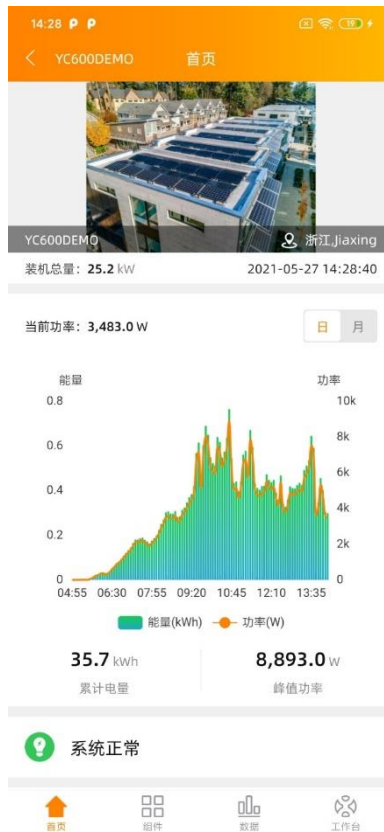 14:28
19
YC600DEMO 首页
YC600DEMO 浙江,Jiaxing
装机总量：25.2 kW 2021-05-27 14:28:40
当前功率：3,483.0 W 日 月
能量 功率
0.8 10k
8k
0.6
6k
0.4
4k
0.2
2k
0 0
04:55 06:30 07:55 09:20 10:45 12:10 13:35
能量(kWh) 功率(W)
35.7 kWh 8,893.0 W
累计电量 峰值功率
系统正常
首页 组件 数据 工作台